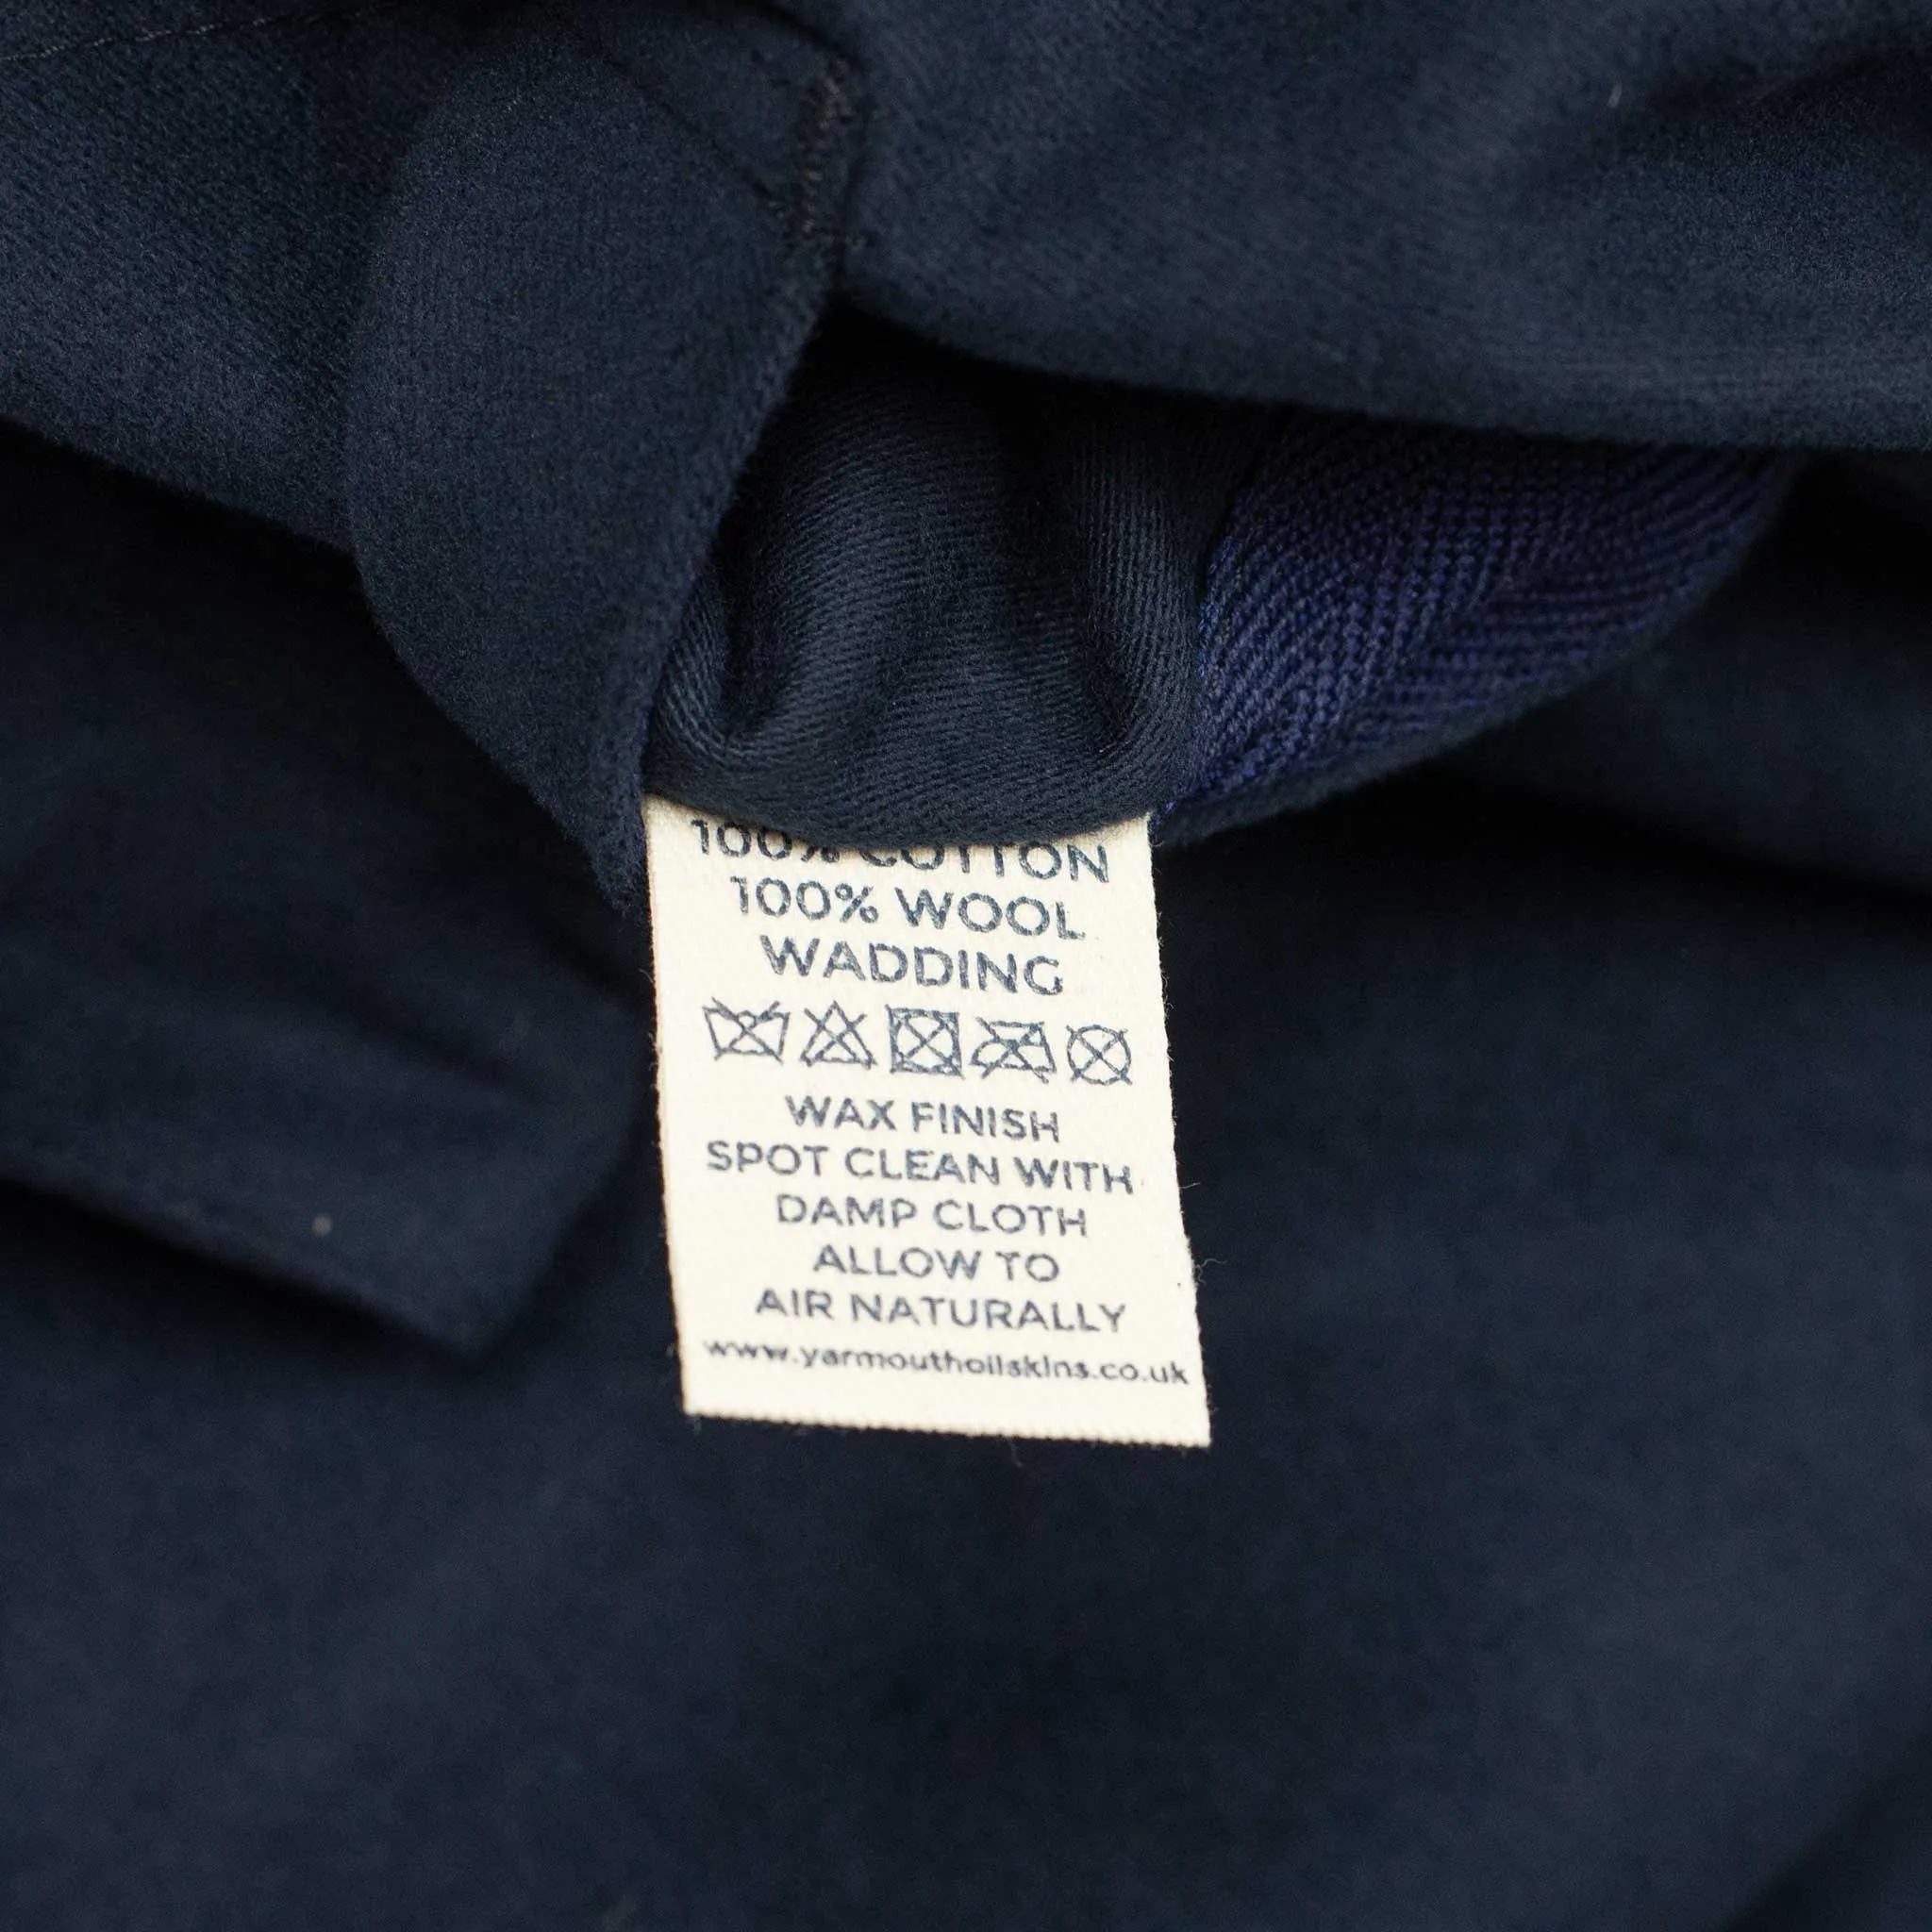 100% COTTON
100% WOOL
WADDING
WAX FINISH
SPOT CLEAN WITH
DAMP CLOTH
ALLOW TO
AIR NATURALLY
www.yarmouthoilskins.co.uk